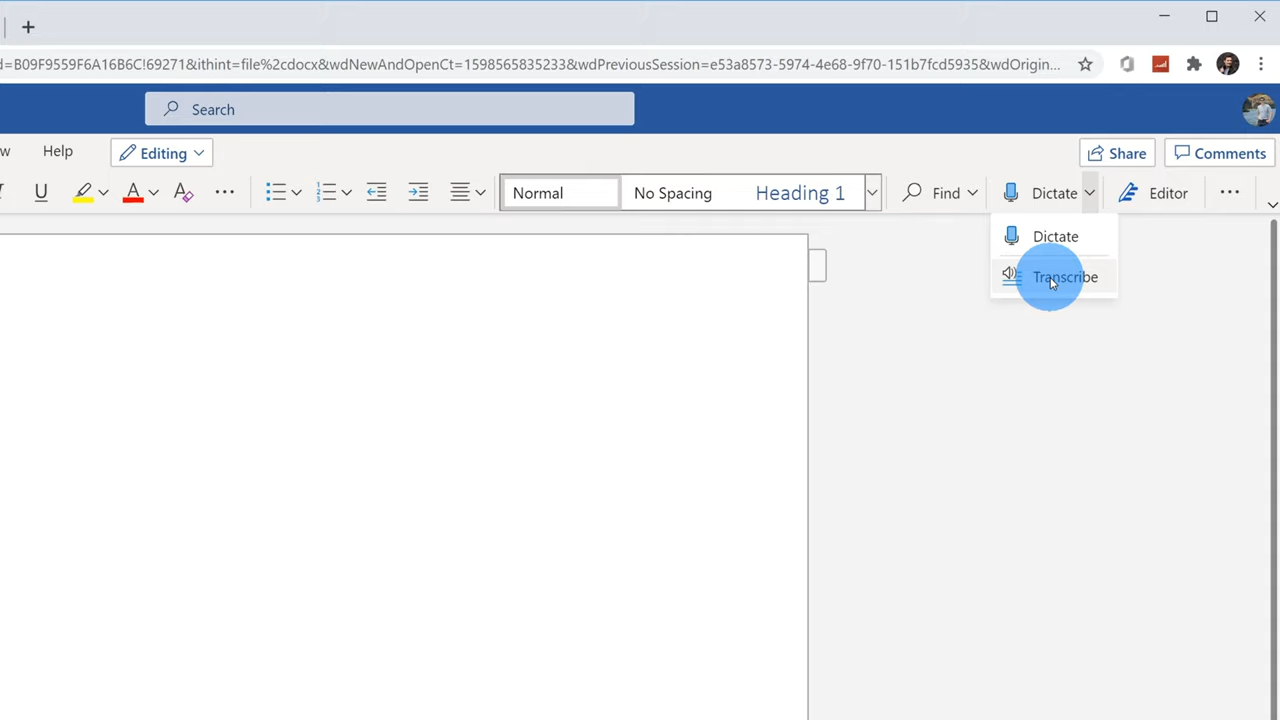 d=B09F9559F6A16B6C!69271&ithint=file%2cdocx&wdNewAndOpenCt=1598565835233&wdPreviousSession=e53a8573-5974-4e68-9f70-151b7fcd5935&wdOrigin...
Search
w Help Editing Share Comments
U A A Normal No Spacing Heading 1 Find Dictate Editor
Dictate
Transcribe